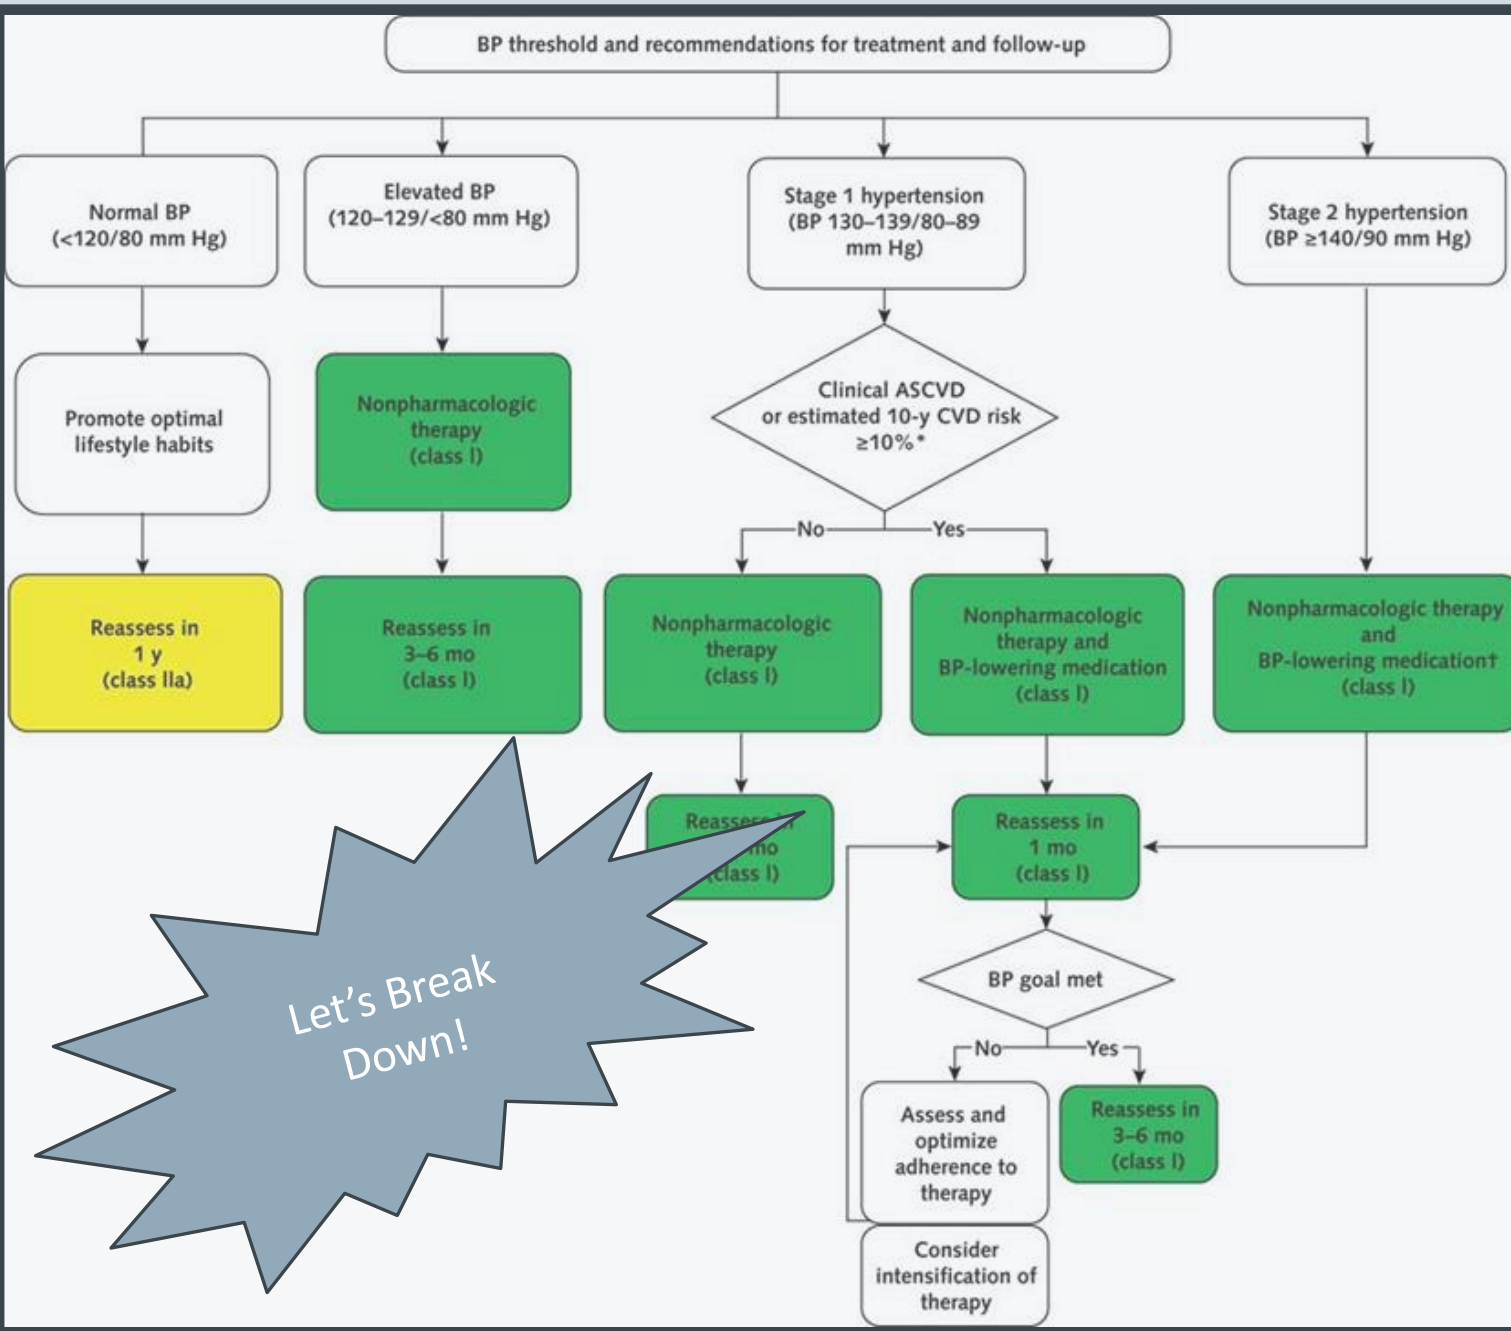 BP threshold and recommendations for treatment and follow-up
Normal BP
(<120/80 mm Hg)
Elevated BP
(120–129/<80 mm Hg)
Stage 1 hypertension
(BP 130–139/80–89
mm Hg)
Stage 2 hypertension
(BP ≥140/90 mm Hg)
Promote optimal
lifestyle habits
Nonpharmacologic
therapy
(class I)
Clinical ASCVD
or estimated 10-y CVD risk
≥10%*
No
Yes
Reassess in
1 y
(class IIa)
Reassess in
3–6 mo
(class I)
Nonpharmacologic
therapy
(class I)
Nonpharmacologic
therapy and
BP-lowering medication
(class I)
Nonpharmacologic therapy
and
BP-lowering medication†
(class I)
Reassess in
mo
(class I)
Reassess in
1 mo
(class I)
BP goal met
No
Yes
Assess and
optimize
adherence to
therapy
Reassess in
3–6 mo
(class I)
Consider
intensification of
therapy
Let’s Break
Down!